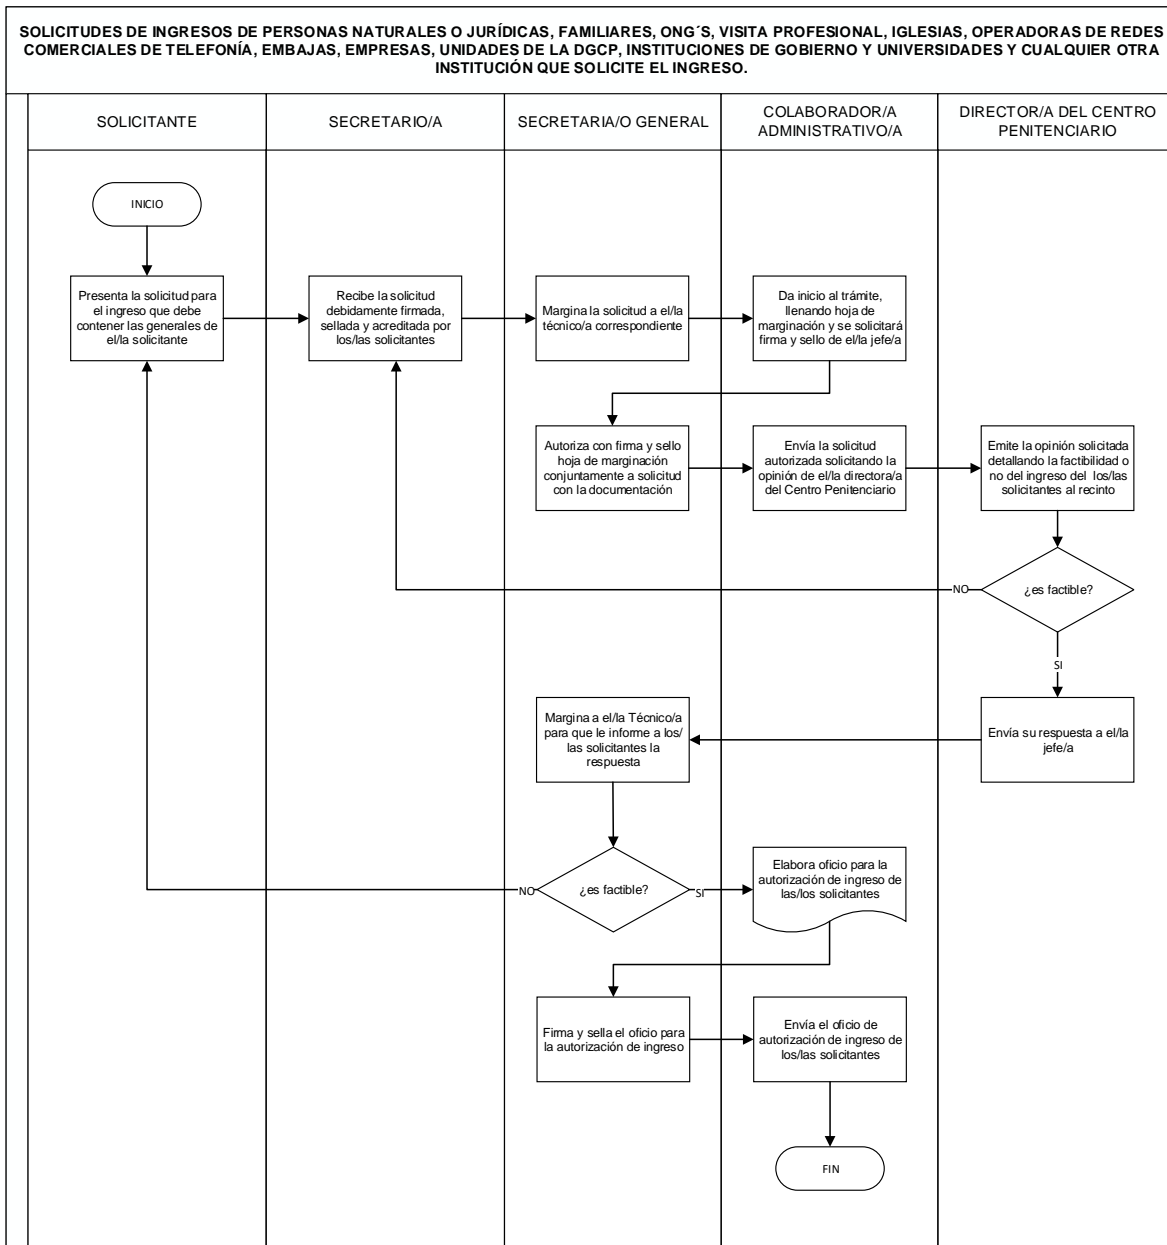 SOLICITUDES DE INGRESOS DE PERSONAS NATURALES O JURÍDICAS, FAMILIARES, ONG´S, VISITA PROFESIONAL, IGLESIAS, OPERADORAS DE REDES
COMERCIALES DE TELEFONÍA, EMBAJAS, EMPRESAS, UNIDADES DE LA DGCP, INSTITUCIONES DE GOBIERNO Y UNIVERSIDADES Y CUALQUIER OTRA
INSTITUCIÓN QUE SOLICITE EL INGRESO.
SOLICITANTE
SECRETARIO/A
SECRETARIA/O GENERAL
COLABORADOR/A
ADMINISTRATIVO/A
DIRECTOR/A DEL CENTRO
PENITENCIARIO
INICIO
Presenta la solicitud para
el ingreso que debe
contener las generales de
el/la solicitante
Recibe la solicitud
debidamente firmada,
sellada y acreditada por
los/las solicitantes
Margina la solicitud a el/la
técnico/a correspondiente
Da inicio al trámite,
llenando hoja de
marginación y se solicitará
firma y sello de el/la jefe/a
Autoriza con firma y sello
hoja de marginación
conjuntamente a solicitud
con la documentación
Envía la solicitud
autorizada solicitando la
opinión de el/la directora/a
del Centro Penitenciario
Emite la opinión solicitada
detallando la factibilidad o
no del ingreso del los/las
solicitantes al recinto
¿es factible?
NO
SI
Envía su respuesta a el/la
jefe/a
Margina a el/la Técnico/a
para que le informe a los/
las solicitantes la
respuesta
¿es factible?
NO
SI
Elabora oficio para la
autorización de ingreso de
las/los solicitantes
Firma y sella el oficio para
la autorización de ingreso
Envía el oficio de
autorización de ingreso de
los/las solicitantes
FIN